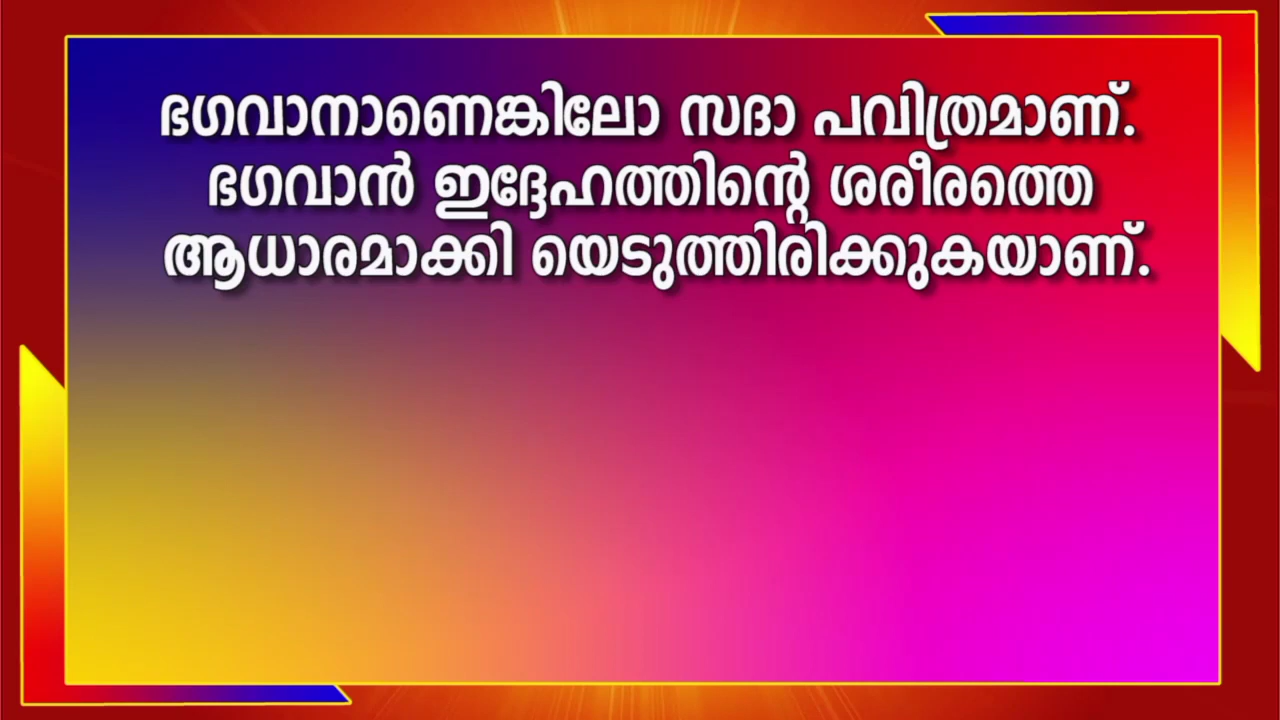 ഭഗവാനാണെങ്കിലോ സദാ പവിത്രമാണ്.
ഭഗവാൻ ഇദ്ദേഹത്തിന്റെ ശരീരത്തെ
ആധാരമാക്കി യെടുത്തിരിക്കുകയാണ്.